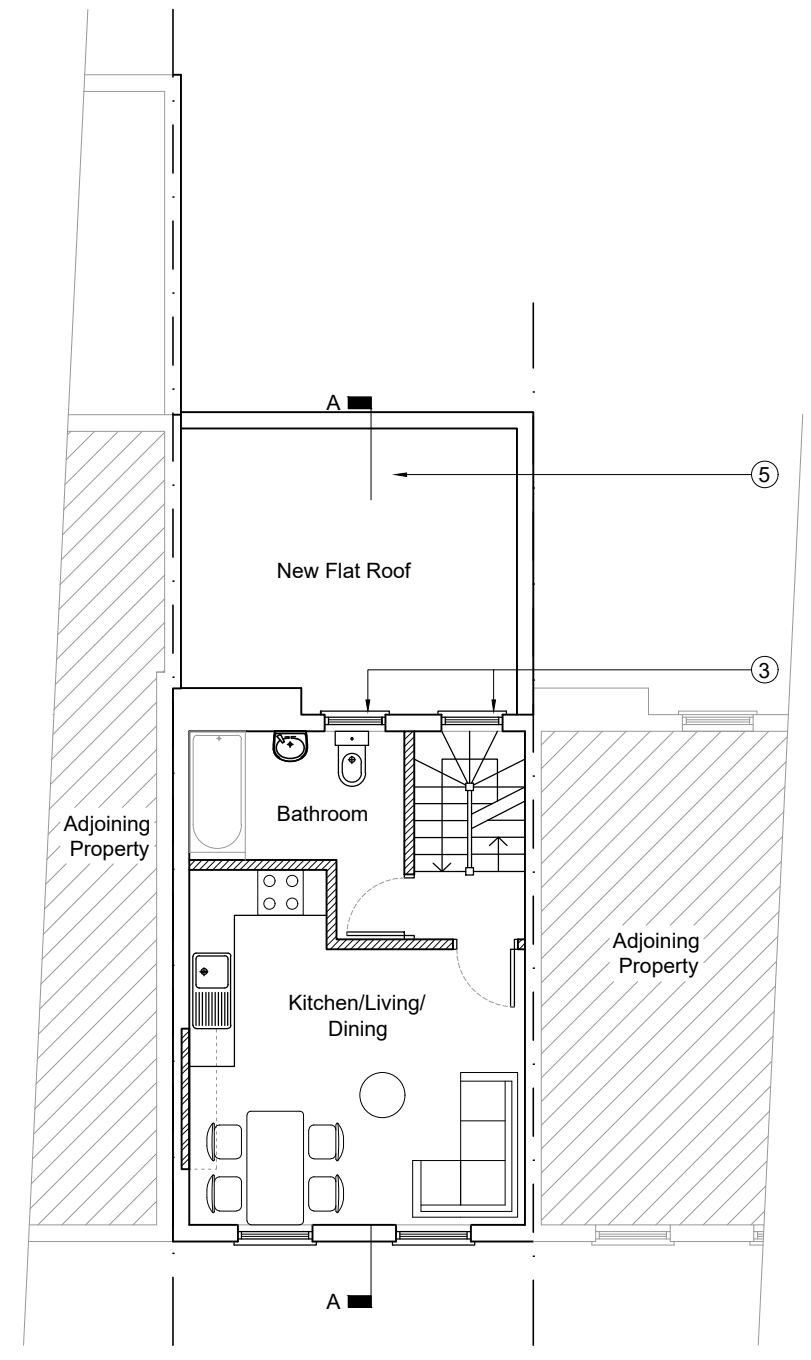 A
5
New Flat Roof
3
Bathroom
Adjoining
Property
Adjoining
Property
Kitchen/Living/
Dining
A